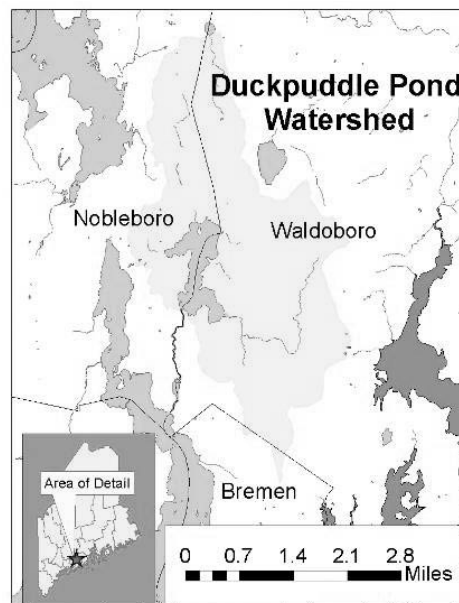 Duckpuddle Pond
Watershed
Nobleboro
Waldoboro
Area of Detail
Bremen
0 0.7 1.4 2.1 2.8
Miles